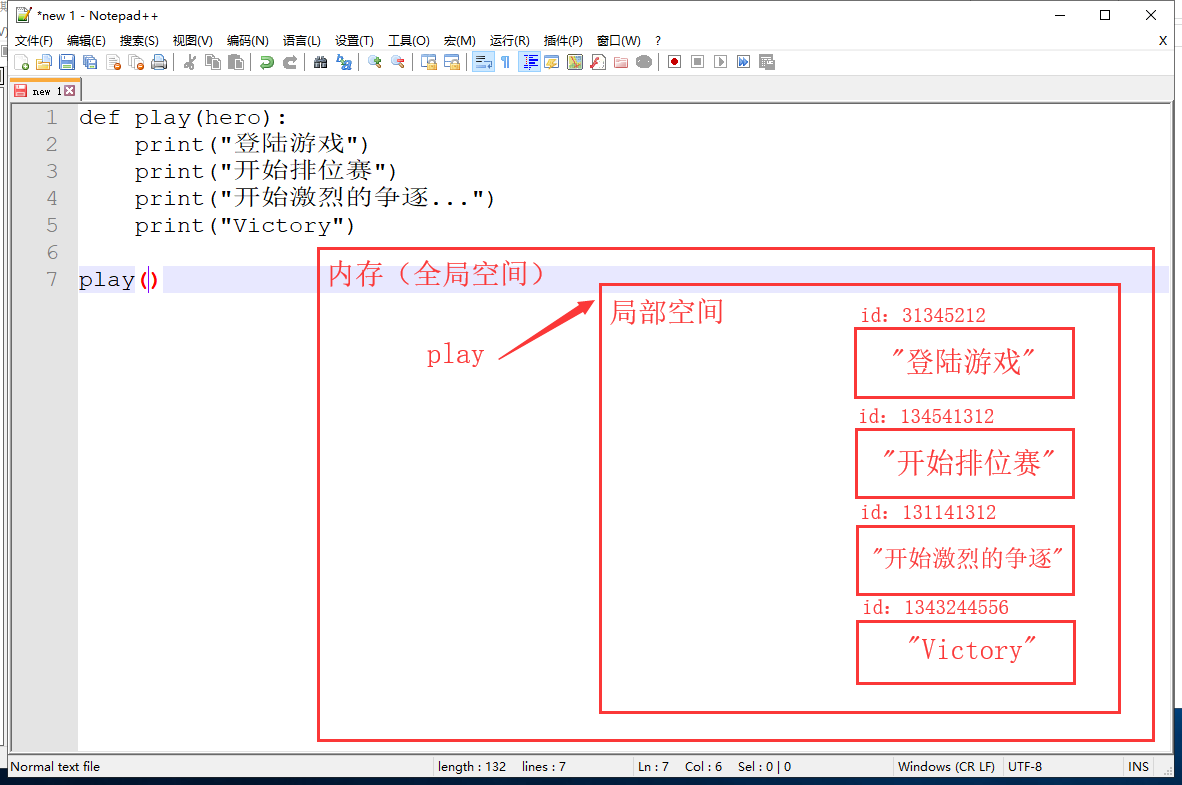 *new 1 - Notepad++
文件(F) 编辑(E) 搜索(S) 视图(V) 编码(N) 语言(L) 设置(T) 工具(O) 宏(M) 运行(R) 插件(P) 窗口(W) ? X
new 1
1 def play(hero):
2 print("登陆游戏")
3 print("开始排位赛")
4 print("开始激烈的争逐...")
5 print("Victory")
6
7 play()
内存（全局空间）
局部空间
play
id: 31345212
"登陆游戏"
id: 134541312
"开始排位赛"
id: 131141312
"开始激烈的争逐"
id: 1343244556
"Victory"
Normal text file length : 132 lines : 7 Ln : 7 Col : 6 Sel : 0 | 0 Windows (CR LF) UTF-8 INS